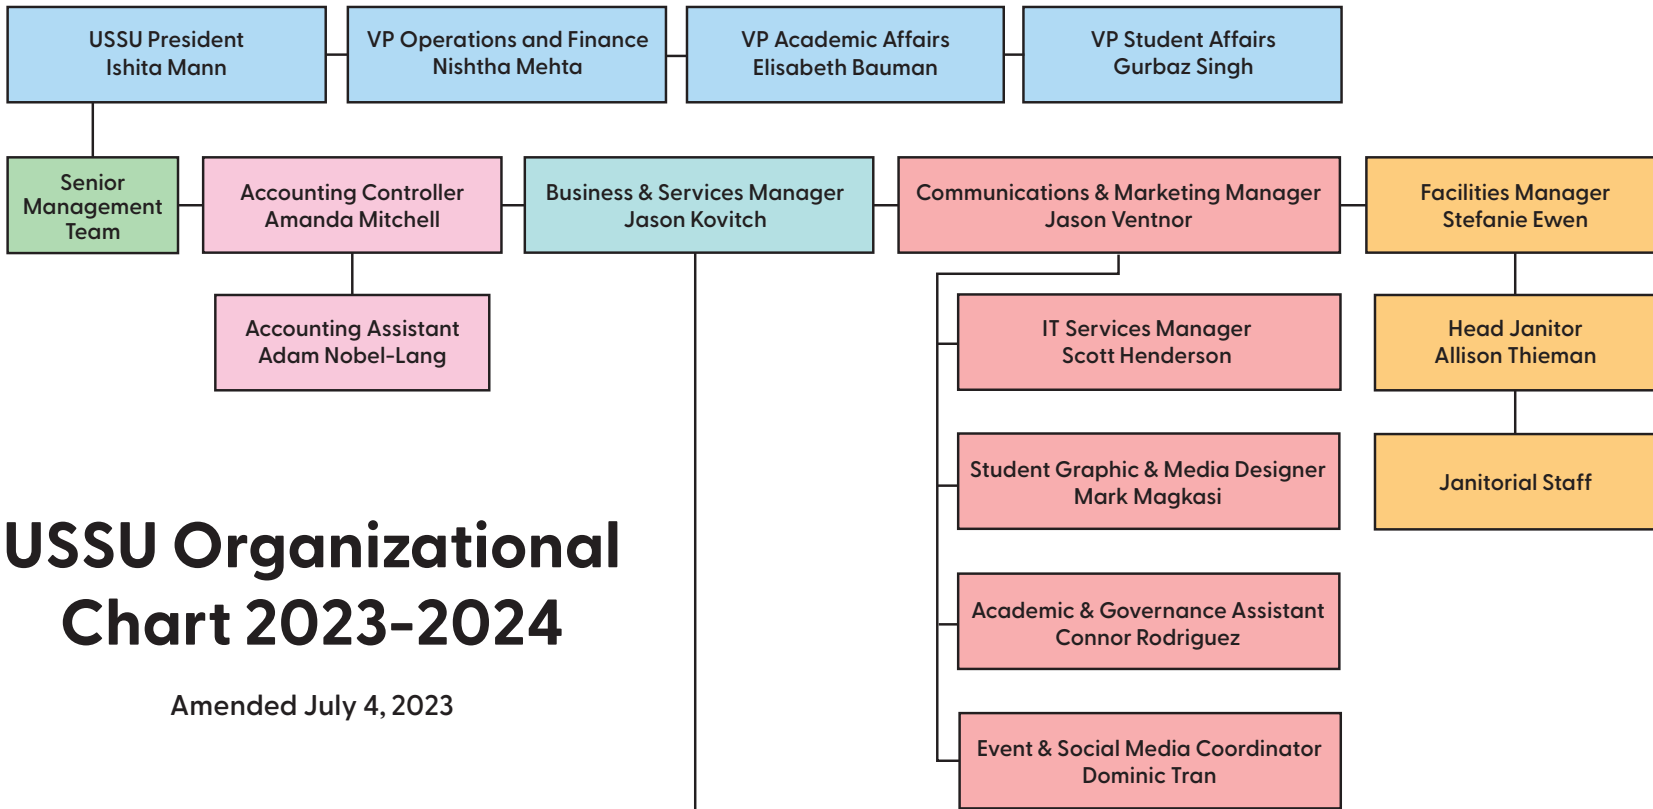 USSU President
Ishita Mann
VP Operations and Finance
Nishtha Mehta
VP Academic Affairs
Elisabeth Bauman
VP Student Affairs
Gurbaz Singh
Senior
Management
Team
Accounting Controller
Amanda Mitchell
Business & Services Manager
Jason Kovitch
Communications & Marketing Manager
Jason Ventnor
Facilities Manager
Stefanie Ewen
Accounting Assistant
Adam Nobel-Lang
IT Services Manager
Scott Henderson
Head Janitor
Allison Thieman
Student Graphic & Media Designer
Mark Magkasi
Janitorial Staff
USSU Organizational
Chart 2023-2024
Amended July 4, 2023
Academic & Governance Assistant
Connor Rodriguez
Event & Social Media Coordinator
Dominic Tran